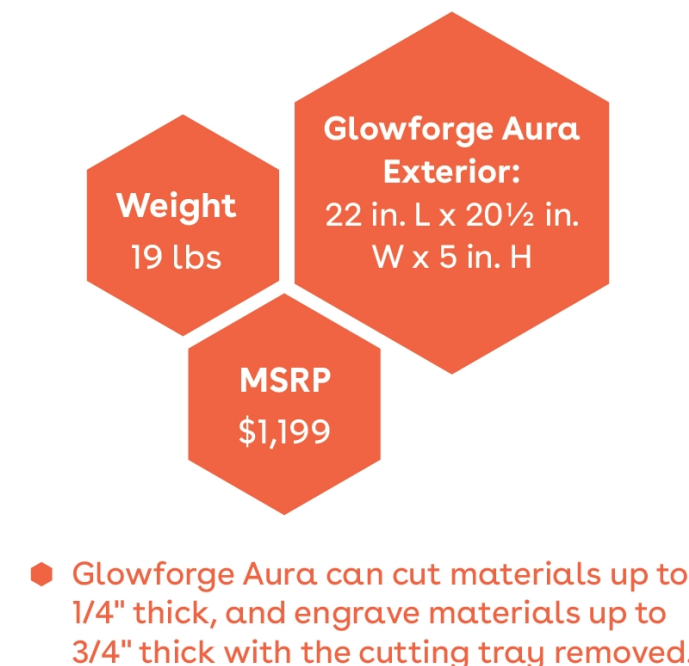 Glowforge Aura
Exterior:
22 in. L x 20½ in.
W x 5 in. H
Weight
19 lbs
MSRP
$1,199
Glowforge Aura can cut materials up to
1/4" thick, and engrave materials up to
3/4" thick with the cutting tray removed.